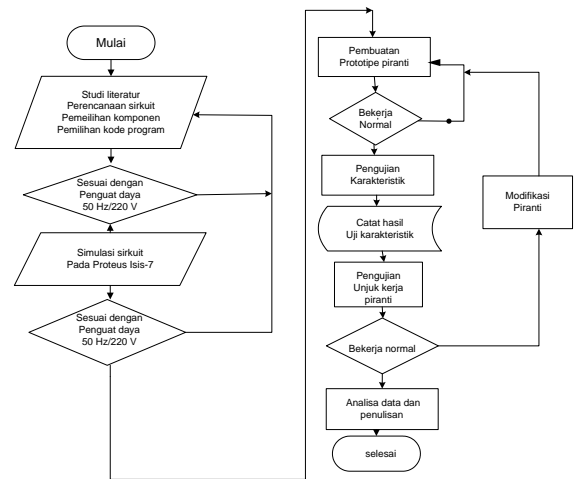 Mulai
Studi literatur
Perencanaan sirkuit
Pemeilihan komponen
Pemilihan kode program
Sesuai dengan
Penguat daya
50 Hz/220 V
Simulasi sirkuit
Pada Proteus Isis-7
Sesuai dengan
Penguat daya
50 Hz/220 V
Pembuatan
Prototipe piranti
Bekerja
Normal
Pengujian
Karakteristik
Catat hasil
Uji karakteristik
Pengujian
Unjuk kerja
piranti
Bekerja normal
Modifikasi
Piranti
Analisa data dan
penulisan
selesai